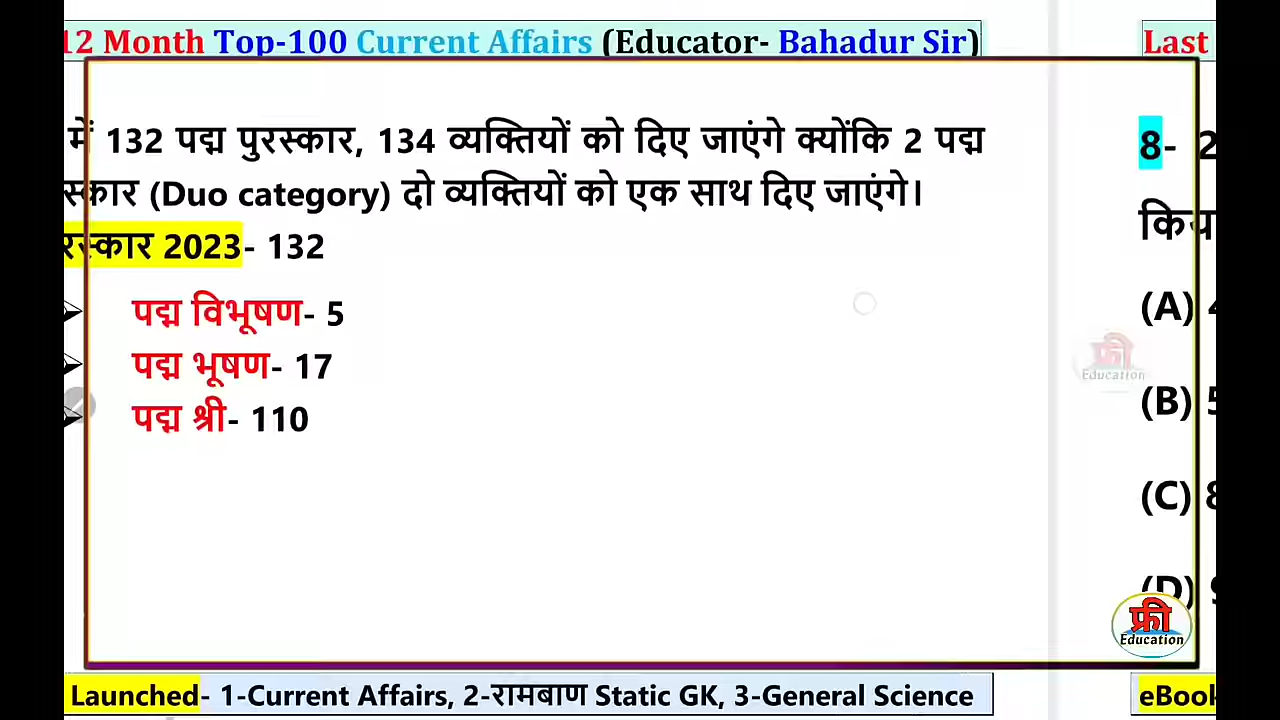 12 Month Top-100 Current Affairs (Educator- Bahadur Sir)
Last
में 132 पद्म पुरस्कार, 134 व्यक्तियों को दिए जाएंगे क्योंकि 2 पद्म
(Duo category) दो व्यक्तियों को एक साथ दिए जाएंगे।
2023- 132
पद्म विभूषण- 5
पद्म भूषण- 17
पद्म श्री- 110
8- 2
(A)
(B)
(C)
(D)
फ्री
Education
फ्री
Education
Launched- 1-Current Affairs, 2-रामबाण Static GK, 3-General Science
eBook